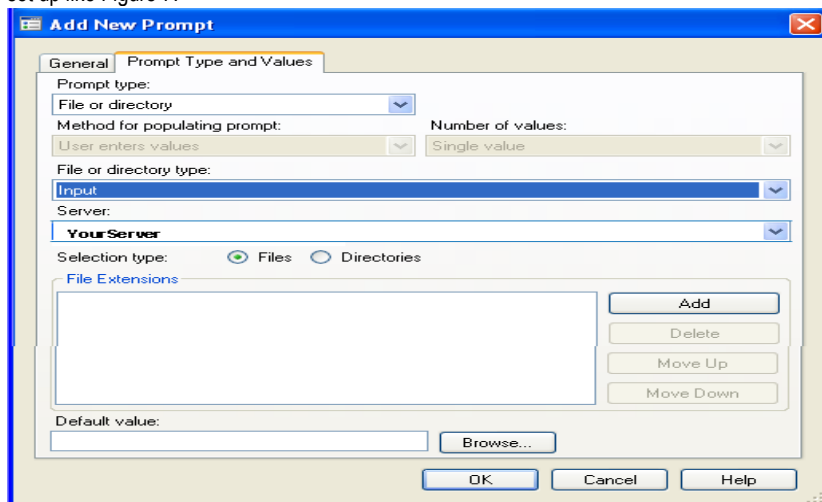 Add New Prompt
General Prompt Type and Values
Prompt type:
File or directory
Method for populating prompt: Number of values:
User enters values Single value
File or directory type:
Input
Server:
YourServer
Selection type: Files Directories
File Extensions
Add
Delete
Move Up
Move Down
Default value:
Browse...
OK Cancel Help